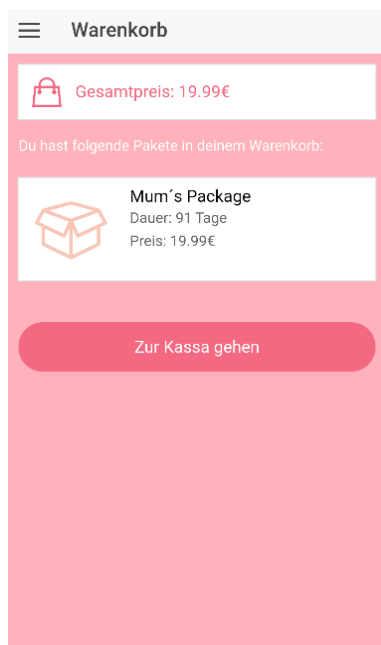 Warenkorb
Gesamtpreis: 19.99€
Du hast folgende Pakete in deinem Warenkorb:
Mum´s Package
Dauer: 91 Tage
Preis: 19.99€
Zur Kassa gehen